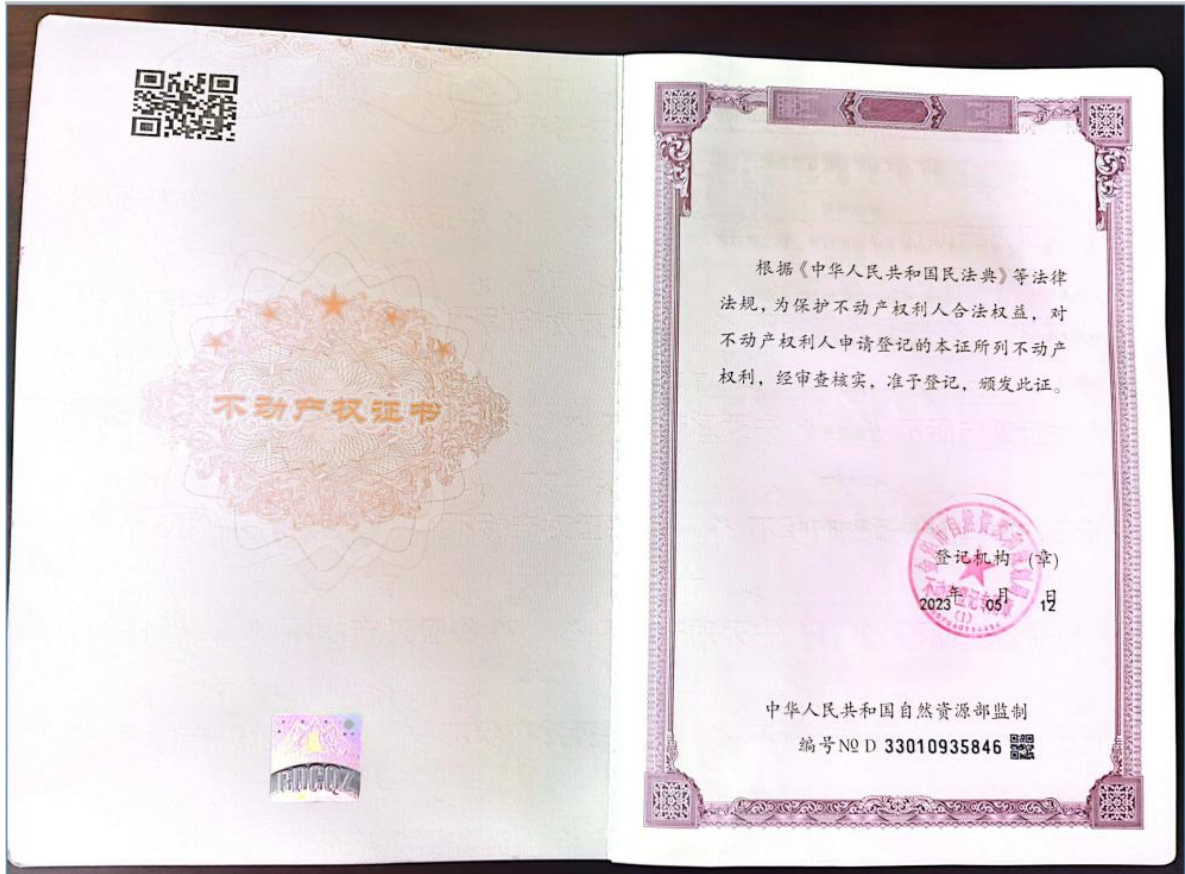 不动产权证书
BDCQZ
根据《中华人民共和国民法典》等法律
法规，为保护不动产权利人合法权益，对
不动产权利人申请登记的本证所列不动产
权利，经审查核实，准予登记，颁发此证。
登记机构 (章)
年 月 日
2023 05 12
(1)
中华人民共和国自然资源部监制
编号№ D 33010935846